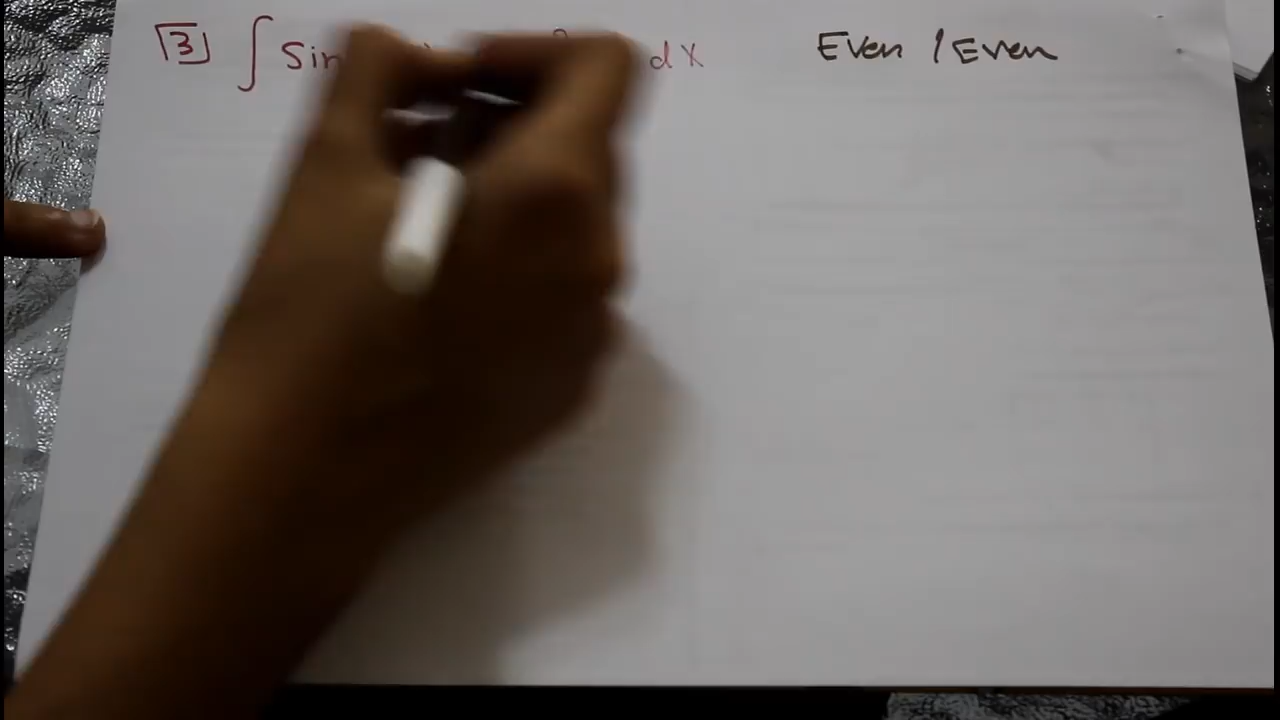 3 ∫ Sin dx Even / Even